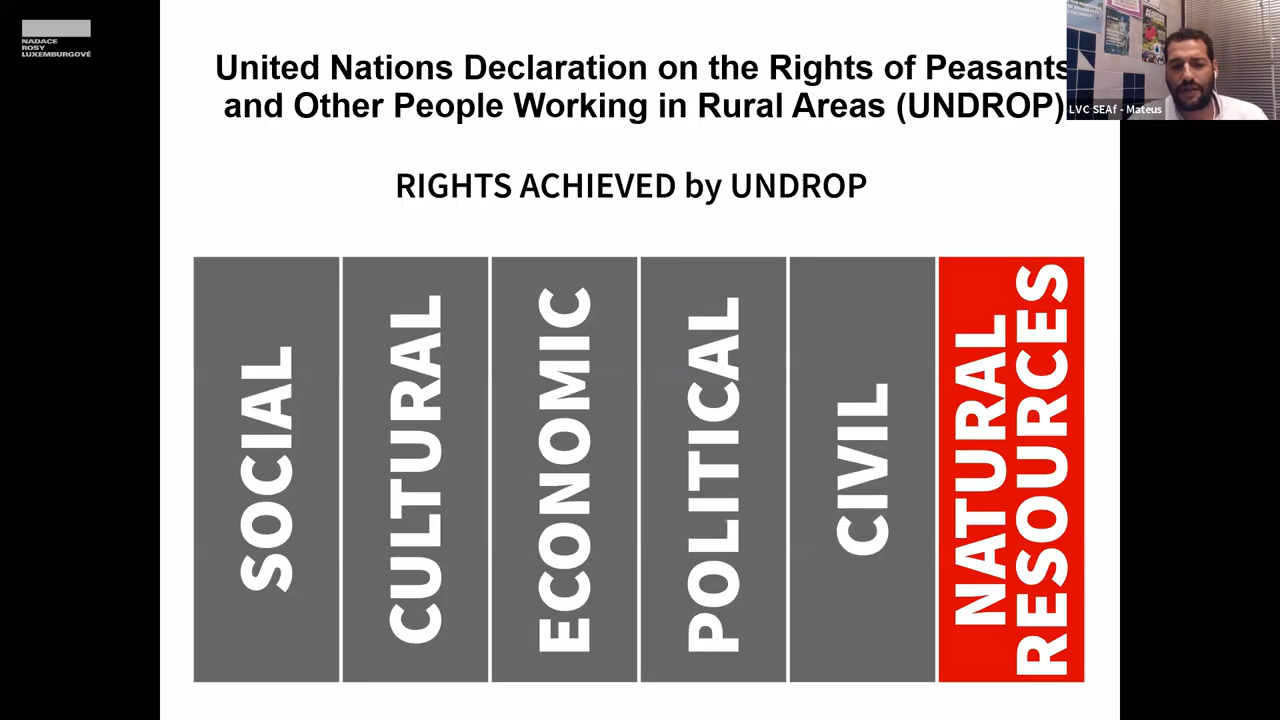 NADACE
ROSY
LUXEMBURGOVÉ
United Nations Declaration on the Rights of Peasants
and Other People Working in Rural Areas (UNDROP)
LVC SEAf - Mateus
RIGHTS ACHIEVED by UNDROP
SOCIAL
CULTURAL
ECONOMIC
POLITICAL
CIVIL
NATURAL
RESOURCES